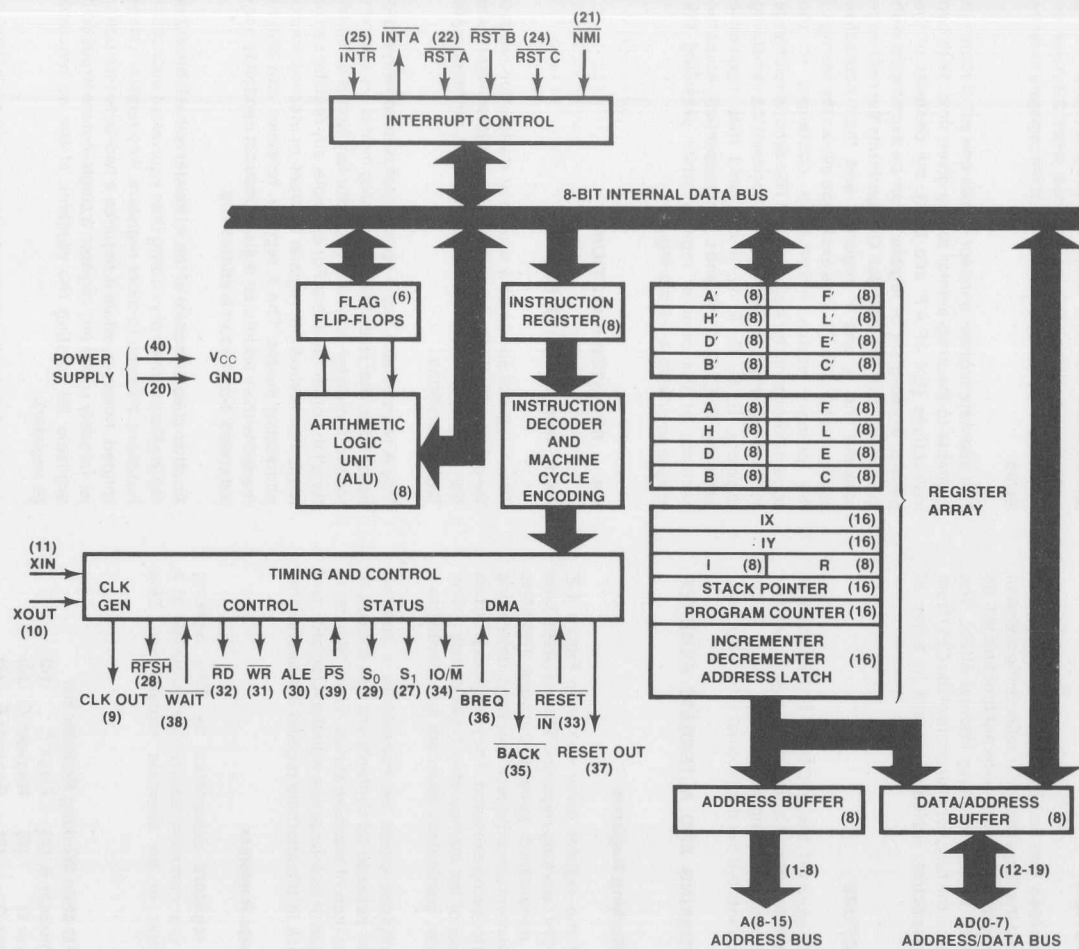 (25) INTR
INT A
(22) RST A
RST B
(24) RST C
(21) NMI
INTERRUPT CONTROL
8-BIT INTERNAL DATA BUS
FLAG (6)
FLIP-FLOPS
INSTRUCTION
REGISTER
(8)
A' (8) F' (8)
H' (8) L' (8)
D' (8) E' (8)
B' (8) C' (8)
POWER
SUPPLY
(40) VCC
(20) GND
ARITHMETIC
LOGIC
UNIT
(ALU)
(8)
INSTRUCTION
DECODER
AND
MACHINE
CYCLE
ENCODING
A (8) F (8)
H (8) L (8)
D (8) E (8)
B (8) C (8)
REGISTER
ARRAY
IX (16)
IY (16)
I (8) R (8)
STACK POINTER (16)
PROGRAM COUNTER (16)
INCREMENTER
DECREMENTER (16)
ADDRESS LATCH
(11)
XIN
XOUT
(10)
TIMING AND CONTROL
CLK
GEN
CONTROL STATUS DMA
CLK OUT
(9)
RFSH
(28)
WAIT
(38)
RD
(32)
WR
(31)
ALE
(30)
PS
(39)
S0
(29)
S1
(27)
IO/M
(34)
BREQ
(36)
BACK
(35)
RESET
IN (33)
RESET OUT
(37)
ADDRESS BUFFER
(8)
DATA/ADDRESS
BUFFER
(8)
(1-8)
(12-19)
A(8-15)
ADDRESS BUS
AD(0-7)
ADDRESS/DATA BUS